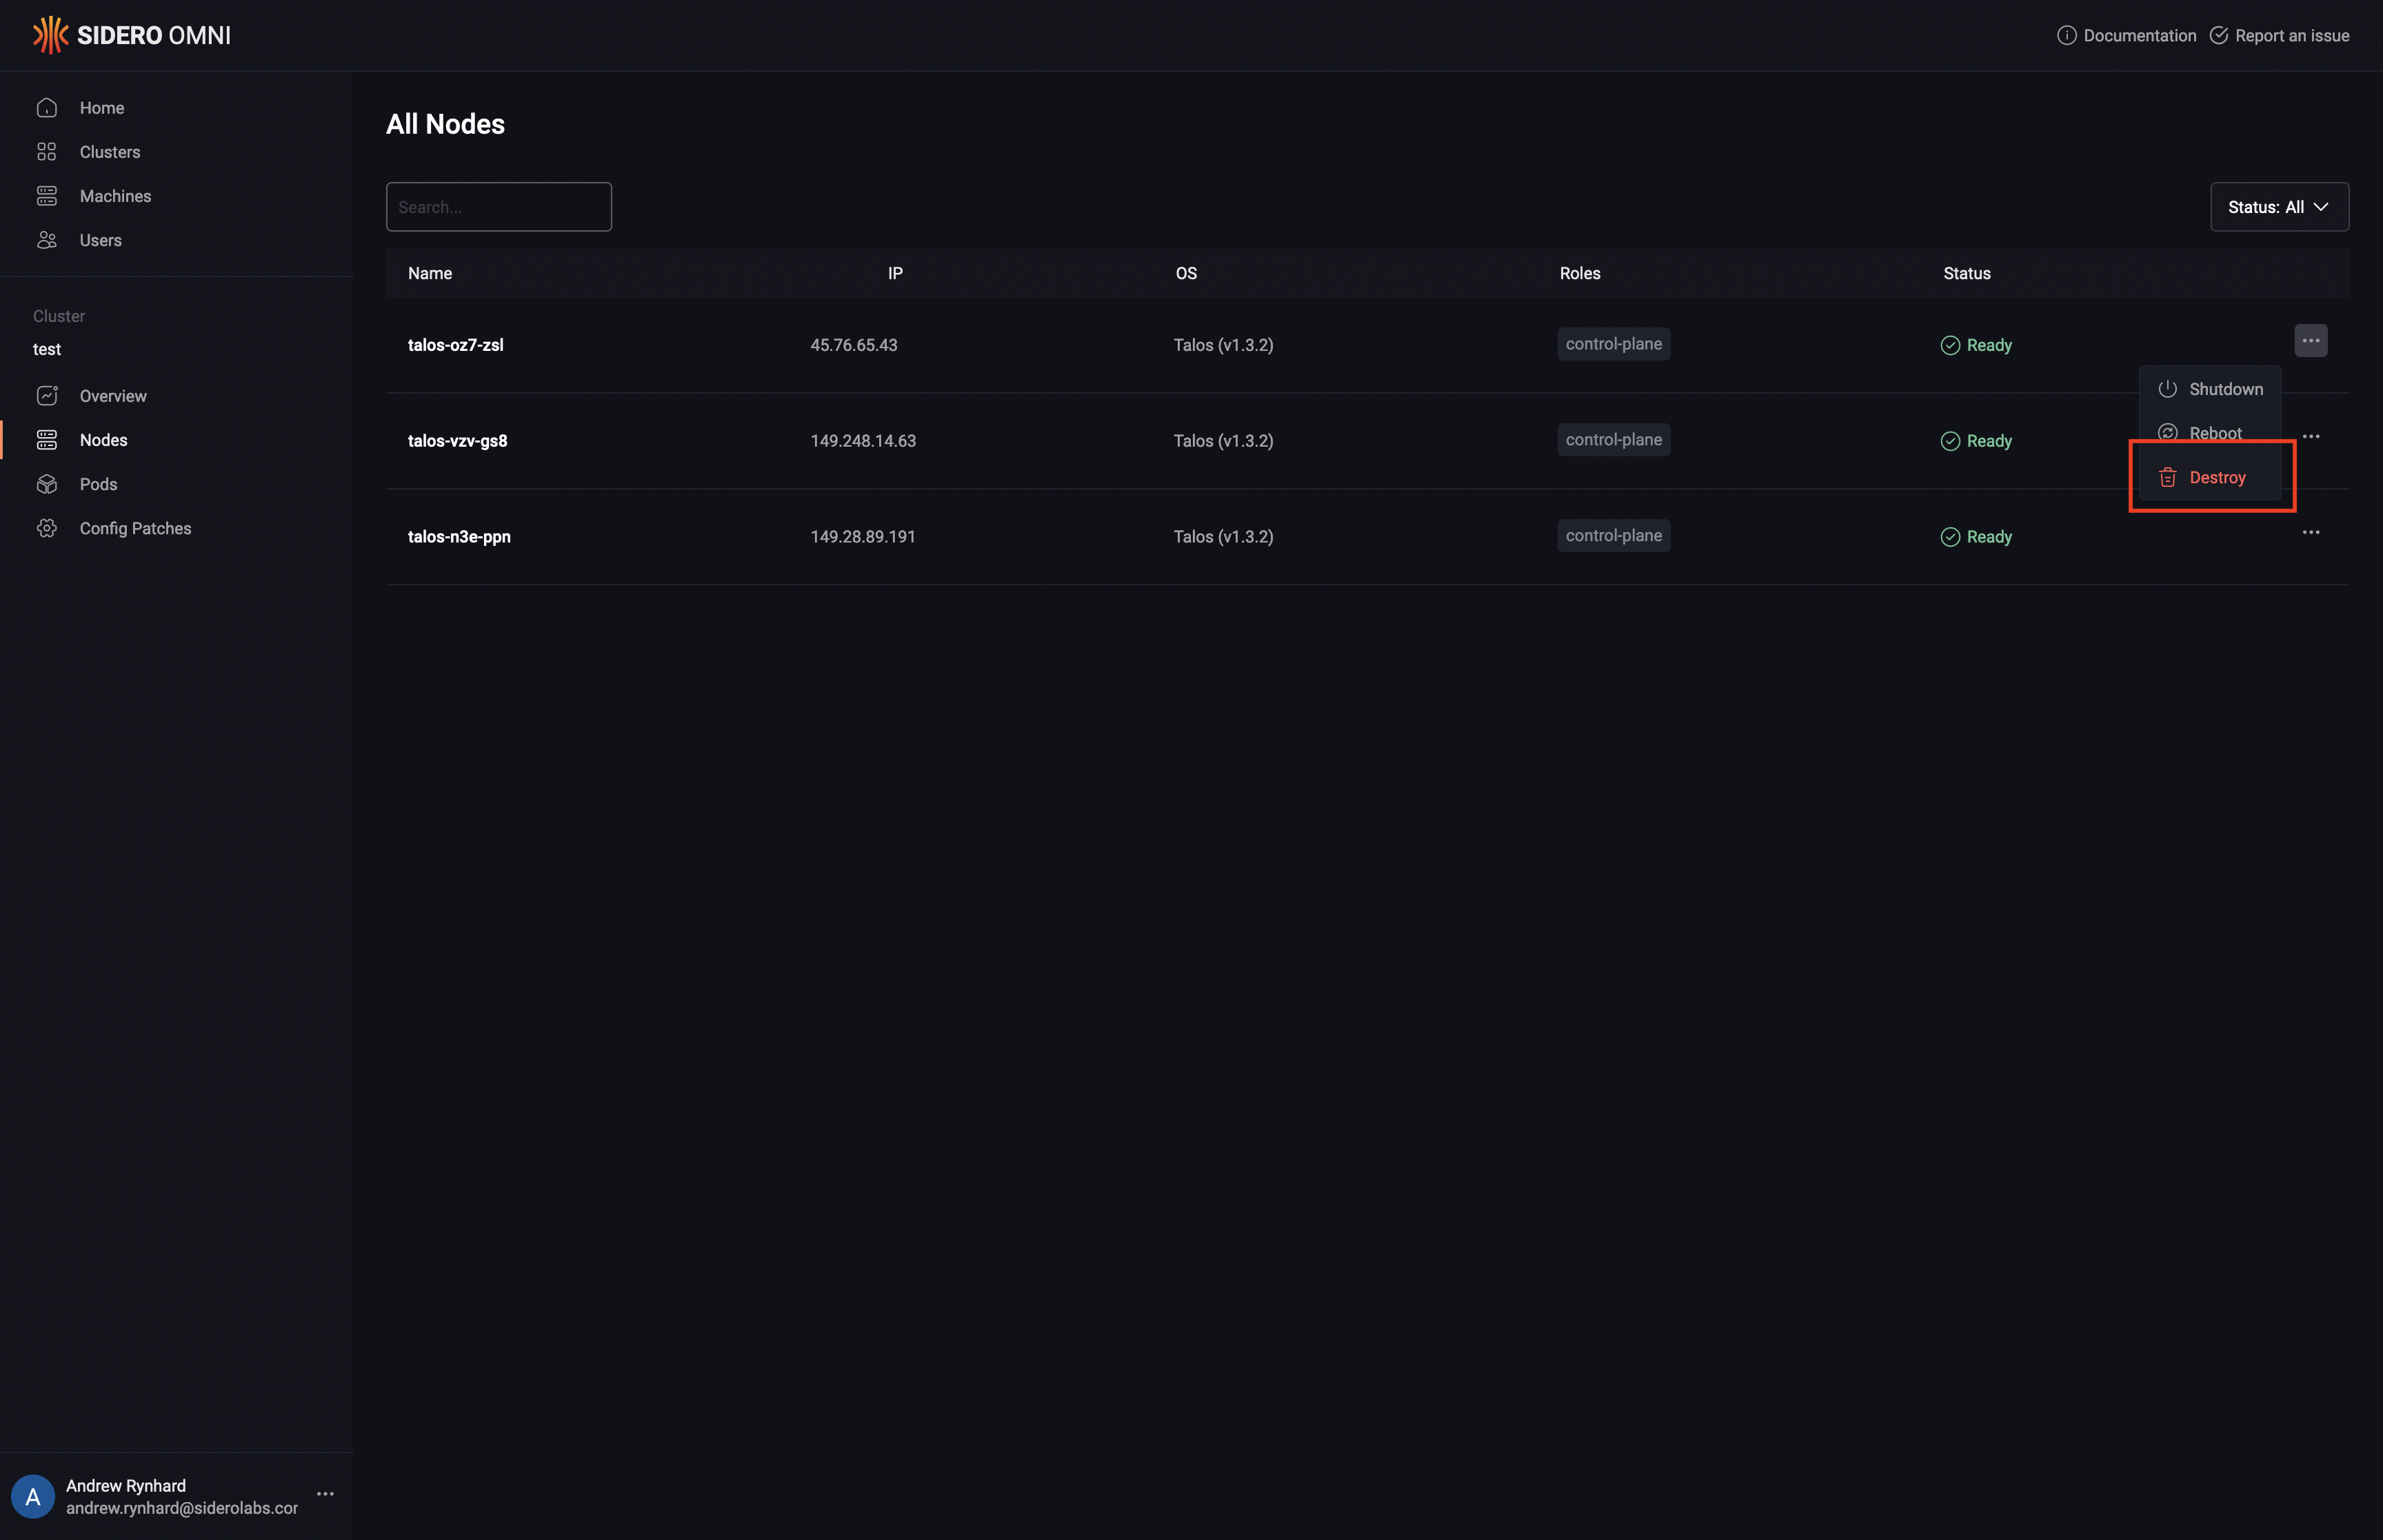 SIDERO OMNI
Documentation
Report an issue
Home
Clusters
Machines
Users
Cluster
test
Overview
Nodes
Pods
Config Patches
All Nodes
Search...
Status: All
Name IP OS Roles Status
talos-oz7-zsl 45.76.65.43 Talos (v1.3.2) control-plane Ready
Shutdown
talos-vzv-gs8 149.248.14.63 Talos (v1.3.2) control-plane Ready
Reboot
Destroy
talos-n3e-ppn 149.28.89.191 Talos (v1.3.2) control-plane Ready
A
Andrew Rynhard
andrew.rynhard@siderolabs.cor